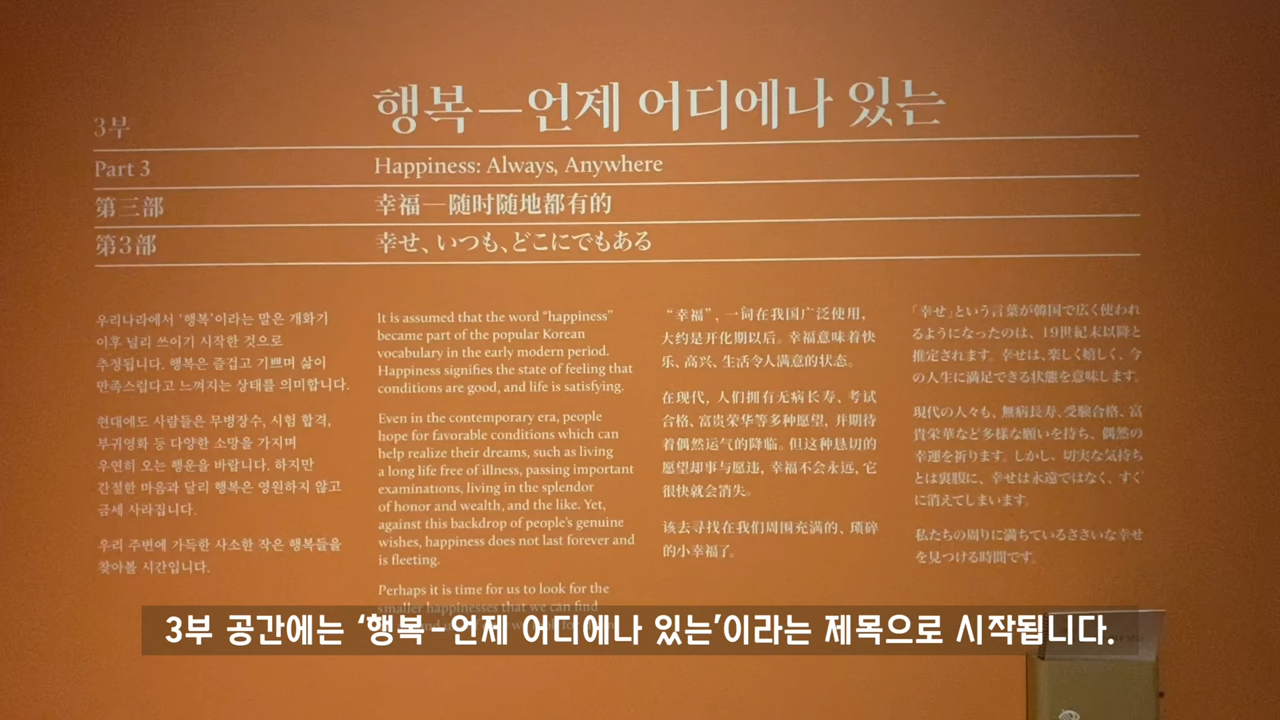 3부
행복—언제 어디에나 있는
Part 3
Happiness: Always, Anywhere
第三部
幸福—随时随地都有的
第3部
幸せ、いつも、どこにでもある
우리나라에서 '행복'이라는 말은 개화기
이후 널리 쓰이기 시작한 것으로
추정됩니다. 행복은 즐겁고 기쁘며 삶이
만족스럽다고 느껴지는 상태를 의미합니다.
현대에도 사람들은 무병장수, 시험 합격,
부귀영화 등 다양한 소망을 가지며
우연히 오는 행운을 바랍니다. 하지만
간절한 마음과 달리 행복은 영원하지 않고
금세 사라집니다.
우리 주변에 가득한 사소한 작은 행복들을
찾아볼 시간입니다.
It is assumed that the word “happiness”
became part of the popular Korean
vocabulary in the early modern period.
Happiness signifies the state of feeling that
conditions are good, and life is satisfying.
Even in the contemporary era, people
hope for favorable conditions which can
help realize their dreams, such as living
a long life free of illness, passing important
examinations, living in the splendor
of honor and wealth, and the like. Yet,
against this backdrop of people's genuine
wishes, happiness does not last forever and
is fleeting.
Perhaps it is time for us to look for the
smaller happinesses that we can find
“幸福”，一词在我国广泛使用，
大约是开化期以后。幸福意味着快
乐、高兴、生活令人满意的状态。
在现代，人们拥有无病长寿、考试
合格、富贵荣华等多种愿望，并期待
着偶然运气的降临。但这种恳切的
愿望却事与愿违，幸福不会永远，它
很快就会消失。
该去寻找在我们周围充满的、琐碎
的小幸福了。
「幸せ」という言葉が韓国で広く使われ
るようになったのは、19世紀末以降と
推定されます。幸せは、楽しく嬉しく、今
の人生に満足できる状態を意味します。
現代の人々も、無病長寿、受験合格、富
貴栄華など多様な願いを持ち、偶然の
幸運を祈ります。しかし、切実な気持ち
とは裏腹に、幸せは永遠ではなく、すぐ
に消えてしまいます。
私たちの周りに満ちているささいな幸せ
を見つける時間です。
3부 공간에는 '행복-언제 어디에나 있는'이라는 제목으로 시작됩니다.